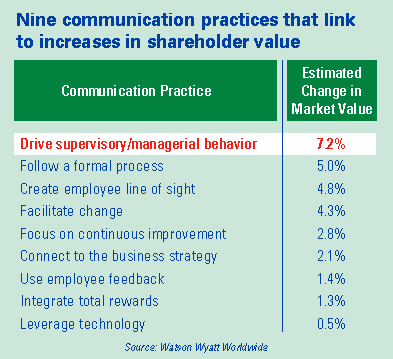 Nine communication practices that link
to increases in shareholder value
Communication Practice
Estimated
Change in
Market Value
Drive supervisory/managerial behavior 7.2%
Follow a formal process 5.0%
Create employee line of sight 4.8%
Facilitate change 4.3%
Focus on continuous improvement 2.8%
Connect to the business strategy 2.1%
Use employee feedback 1.4%
Integrate total rewards 1.3%
Leverage technology 0.5%
Source: Watson Wyatt Worldwide